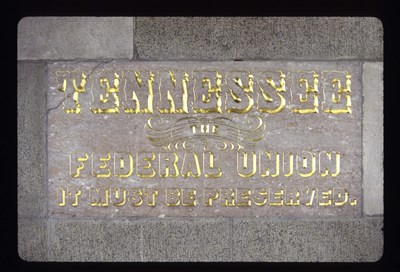 TENNESSEE
THE
FEDERAL UNION
IT MUST BE PRESERVED.